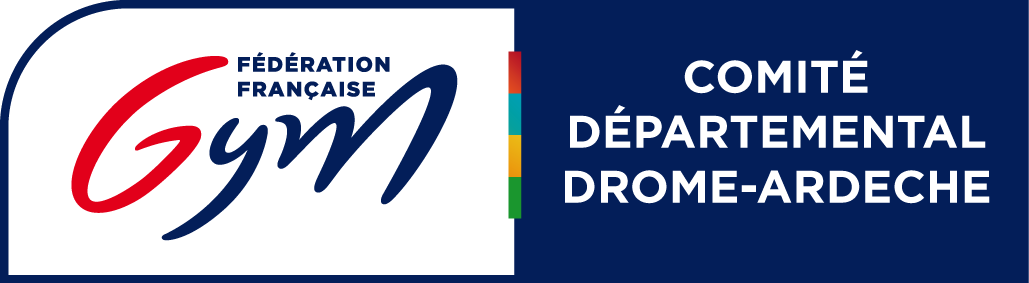 FÉDÉRATION
FRANÇAISE
Gym
COMITÉ
DÉPARTEMENTAL
DROME-ARDECHE